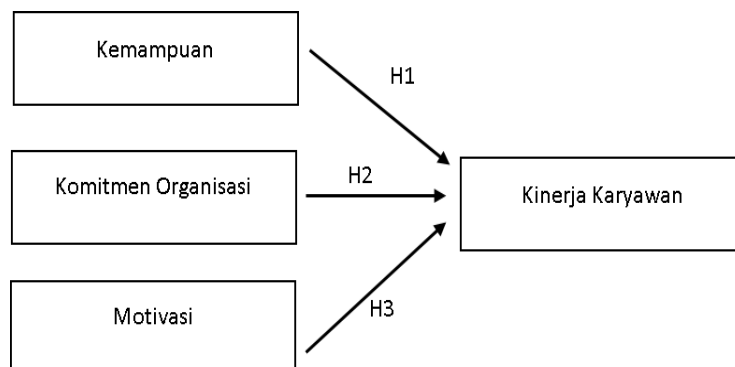 Kemampuan
H1
Komitmen Organisasi
H2
Kinerja Karyawan
Motivasi
H3